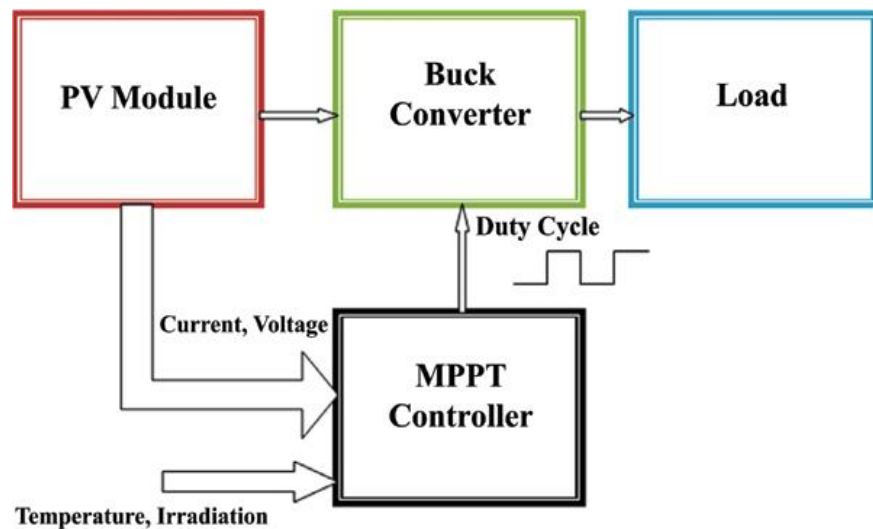 PV Module
Buck
Converter
Load
Duty Cycle
Current, Voltage
MPPT
Controller
Temperature, Irradiation